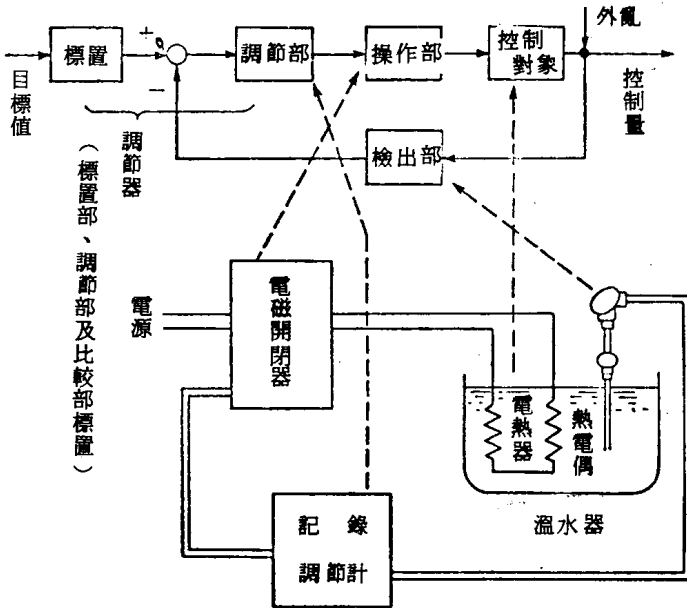 外亂
+
標置
調節部
操作部
控制
對象
目標値
−
控制量
檢出部
調節器
（標置部、調節部及比較部標置）
電源
電磁開閉器
電熱器
熱電偶
溫水器
記錄
調節計